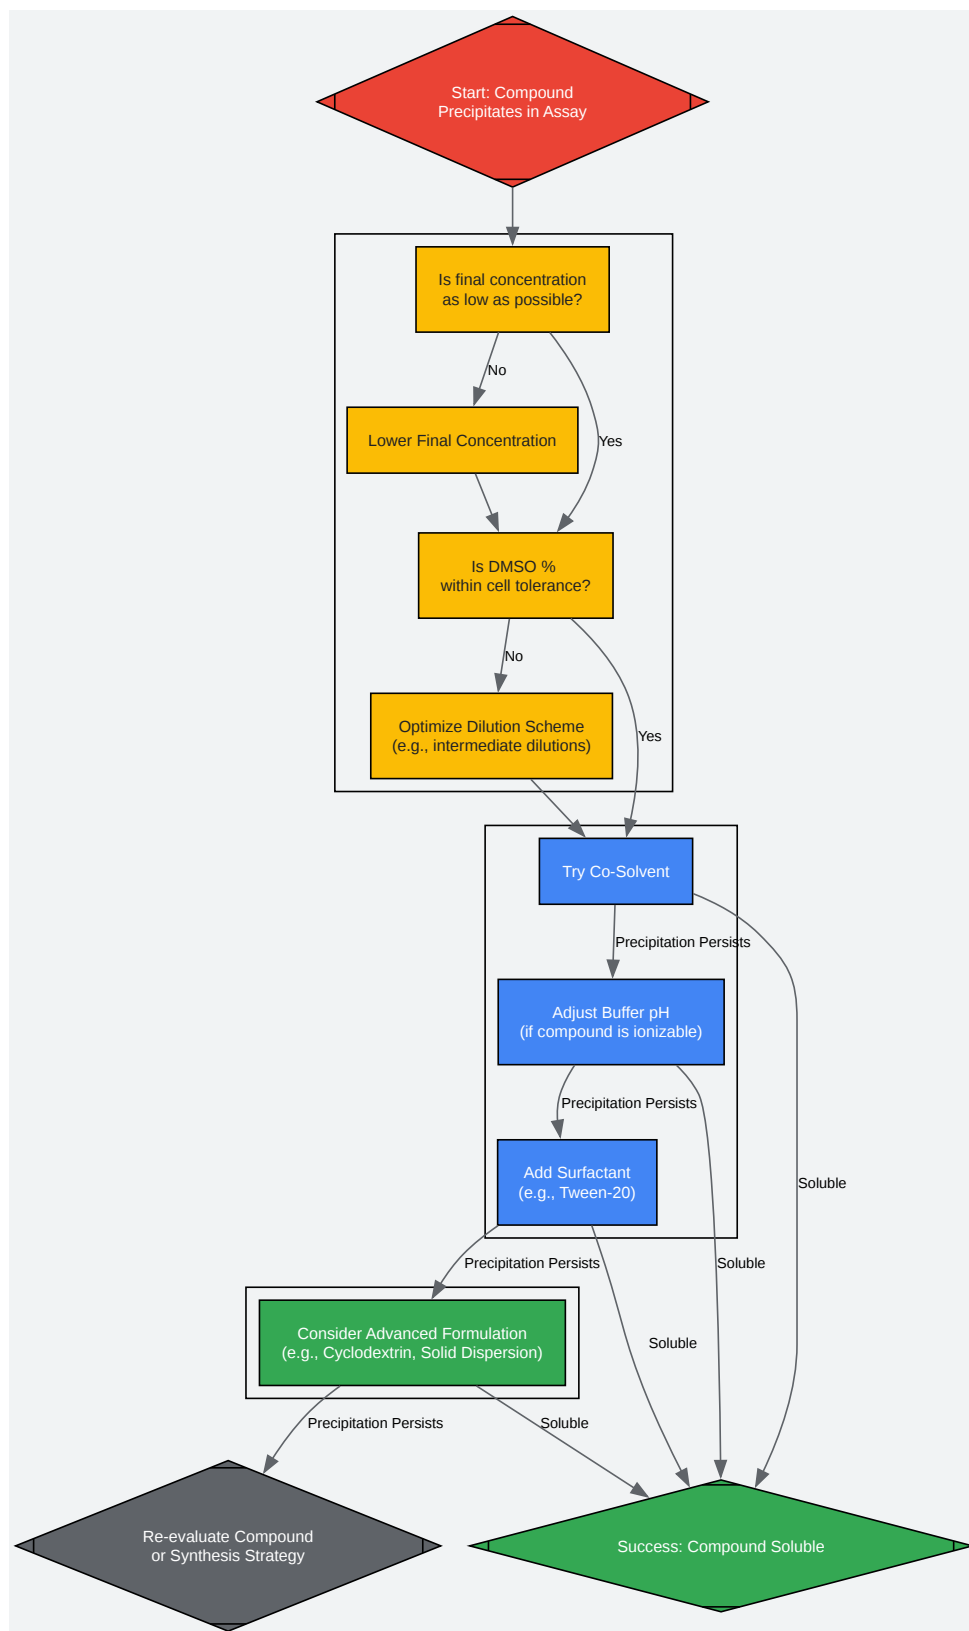 Start: Compound
Precipitates in Assay
Is final concentration
as low as possible?
No
Lower Final Concentration
Yes
Is DMSO %
within cell tolerance?
No
Optimize Dilution Scheme
(e.g., intermediate dilutions)
Yes
Try Co-Solvent
Precipitation Persists
Adjust Buffer pH
(if compound is ionizable)
Precipitation Persists
Add Surfactant
(e.g., Tween-20)
Soluble
Precipitation Persists
Soluble
Consider Advanced Formulation
(e.g., Cyclodextrin, Solid Dispersion)
Soluble
Precipitation Persists
Soluble
Re-evaluate Compound
or Synthesis Strategy
Success: Compound Soluble